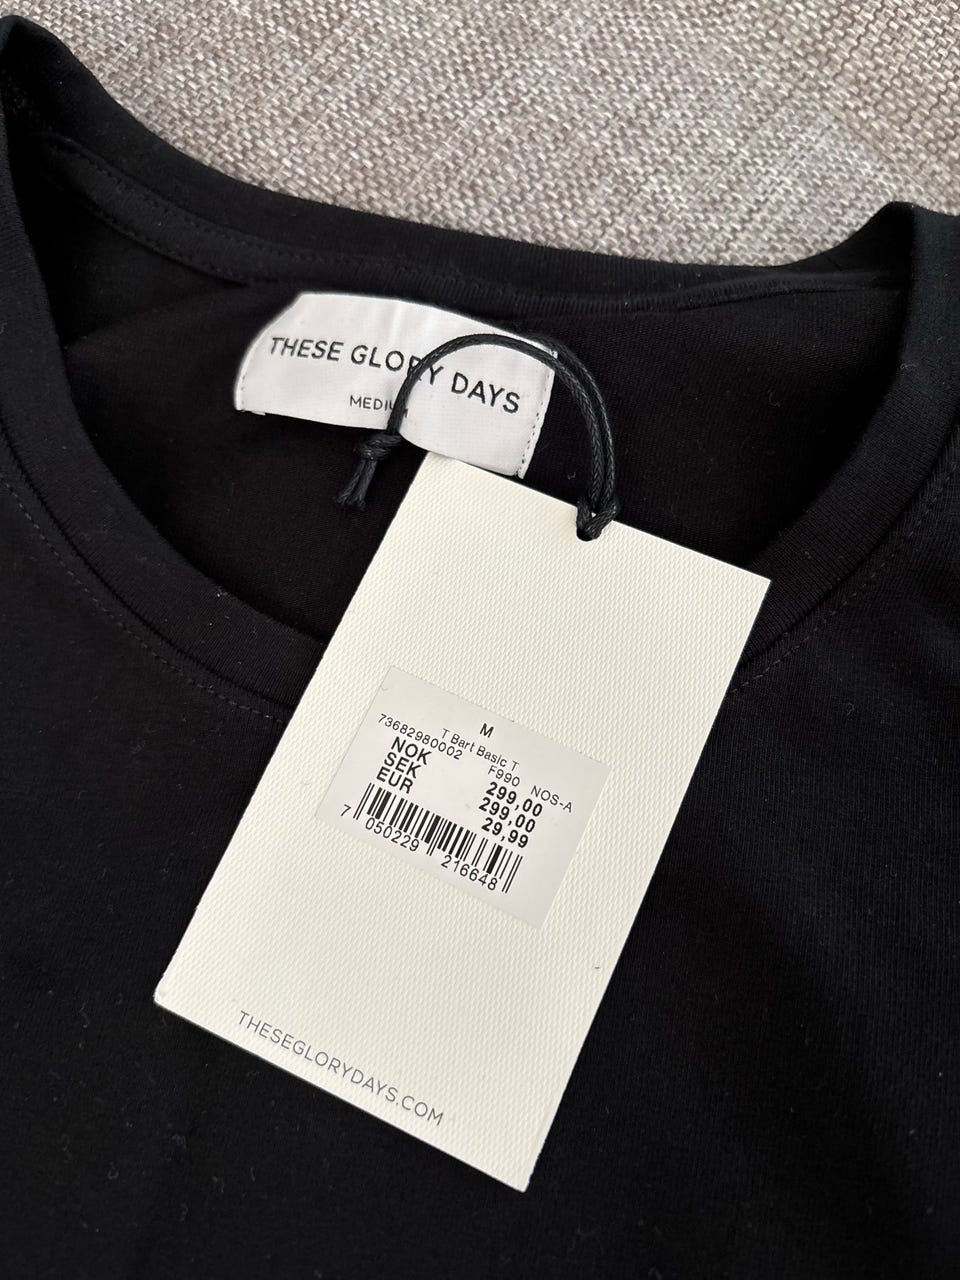 THESE GLORY DAYS
MEDIUM
M
T Bart Basic T
73682980002 F990 NOS-A
NOK 299,00
SEK 299,00
EUR 29,99
7 050229 216648
THESEGLORYDAYS.COM